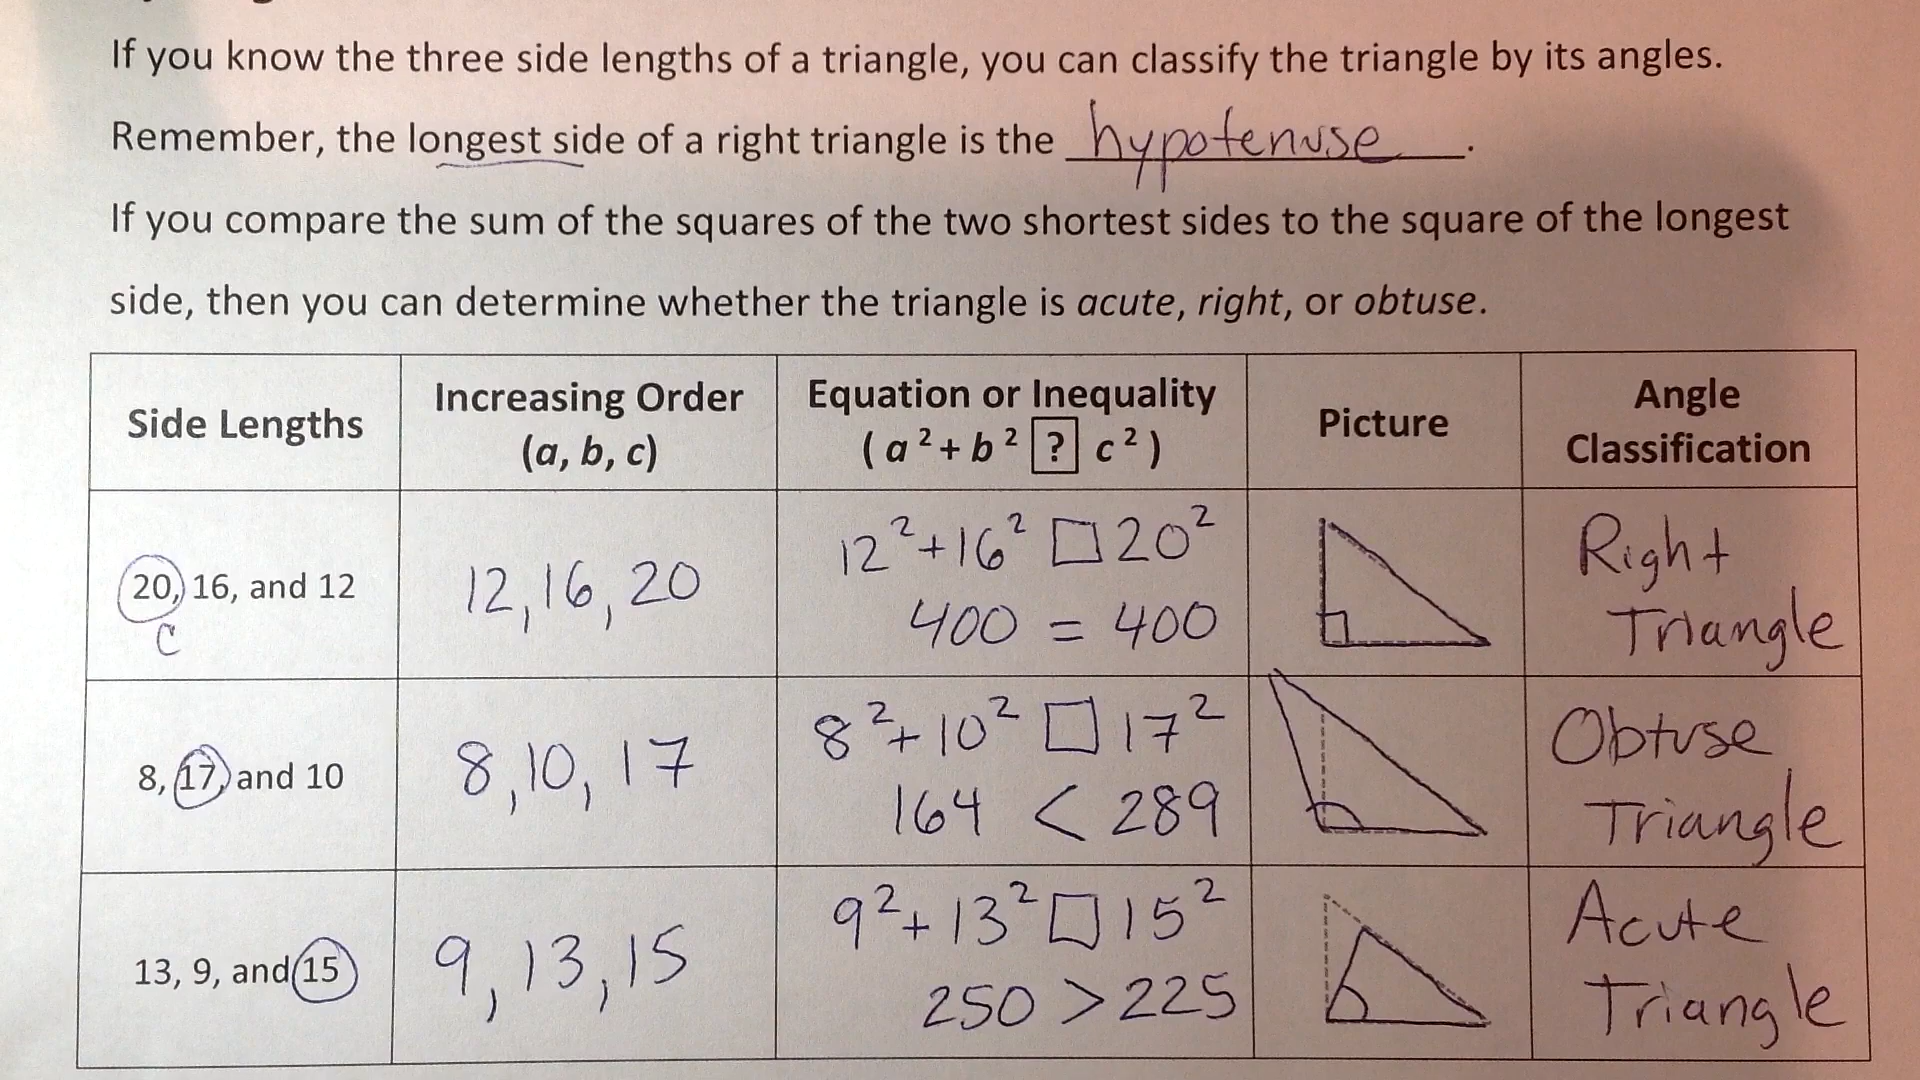 If you know the three side lengths of a triangle, you can classify the triangle by its angles.
Remember, the longest side of a right triangle is the hypotenuse.
If you compare the sum of the squares of the two shortest sides to the square of the longest
side, then you can determine whether the triangle is acute, right, or obtuse.
Side Lengths
Increasing Order
(a, b, c)
Equation or Inequality
( a² + b² ? c² )
Picture
Angle
Classification
20, 16, and 12
C
12, 16, 20
12² + 16² □ 20²
400 = 400
Right
Triangle
8, 17, and 10
8, 10, 17
8² + 10² □ 17²
164 < 289
Obtuse
Triangle
13, 9, and 15
9, 13, 15
9² + 13² □ 15²
250 > 225
Acute
Triangle